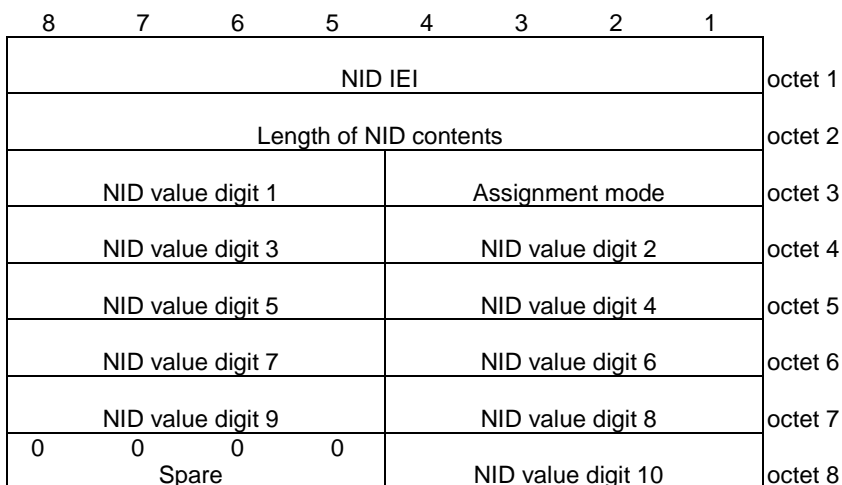 8 7 6 5 4 3 2 1
NID IEI octet 1
Length of NID contents octet 2
NID value digit 1 Assignment mode octet 3
NID value digit 3 NID value digit 2 octet 4
NID value digit 5 NID value digit 4 octet 5
NID value digit 7 NID value digit 6 octet 6
NID value digit 9 NID value digit 8 octet 7
0 0 0 0
Spare NID value digit 10 octet 8